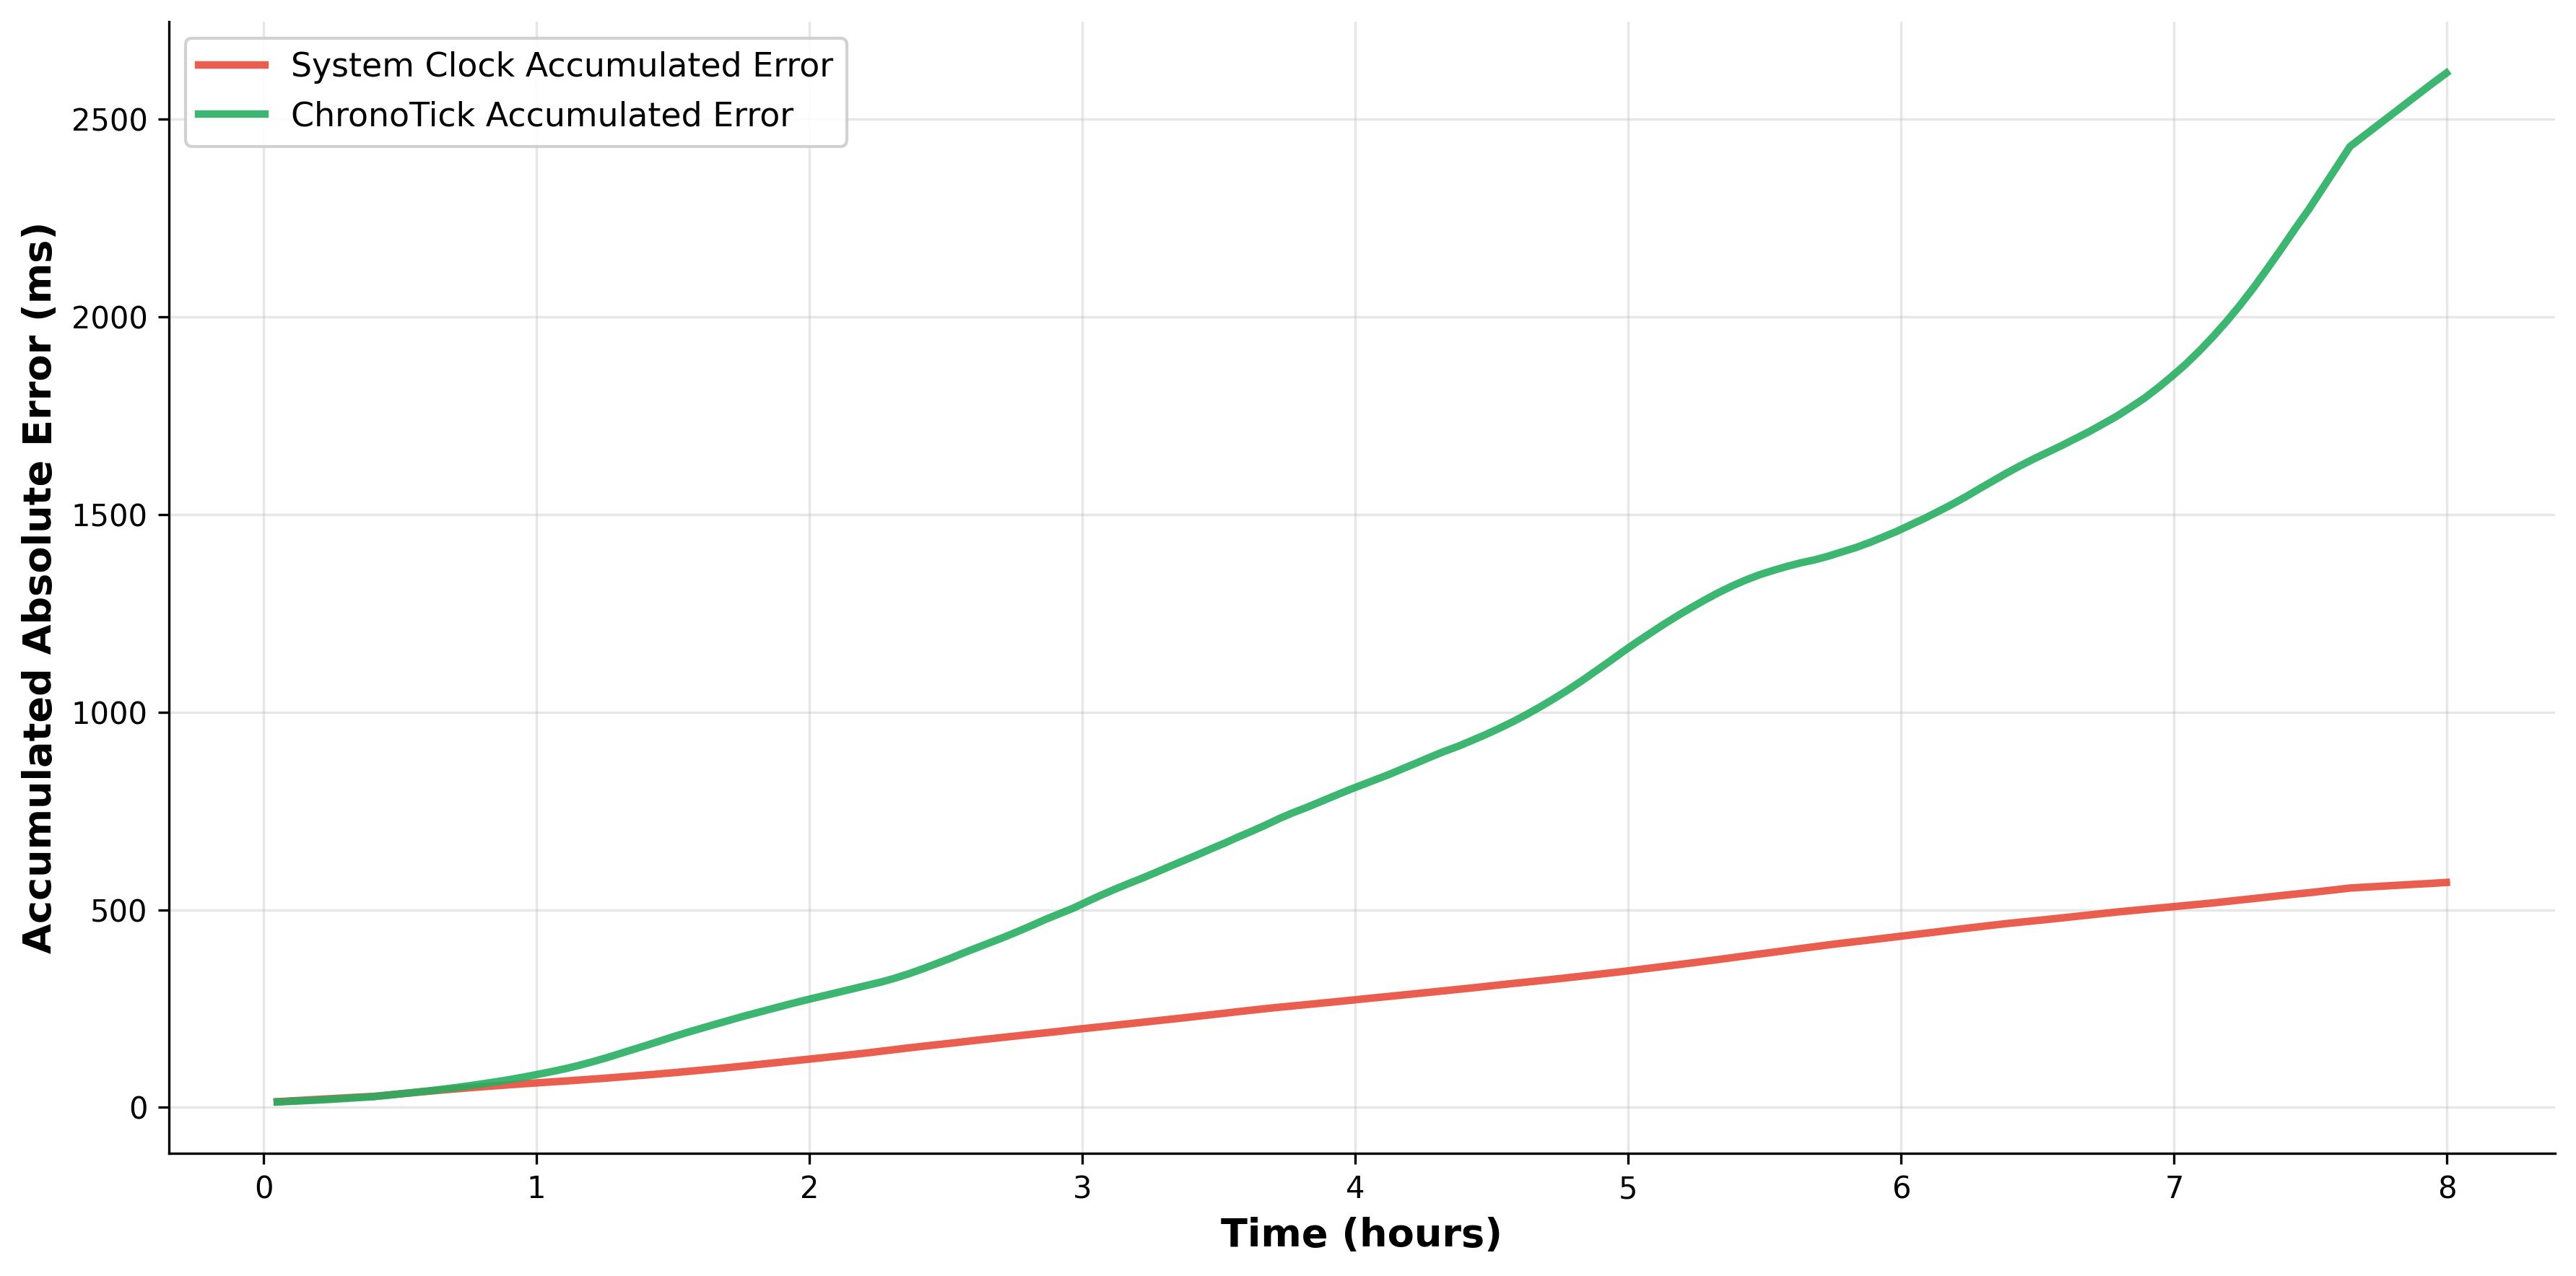 System Clock Accumulated Error
ChronoTick Accumulated Error
Accumulated Absolute Error (ms)
2500
2000
1500
1000
500
0
0 1 2 3 4 5 6 7 8
Time (hours)